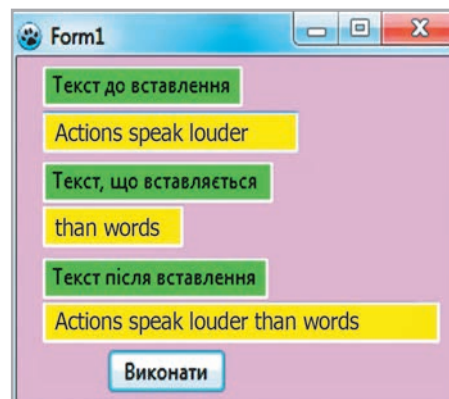 Form1
Текст до вставлення
Actions speak louder
Текст, що вставляється
than words
Текст після вставлення
Actions speak louder than words
Виконати